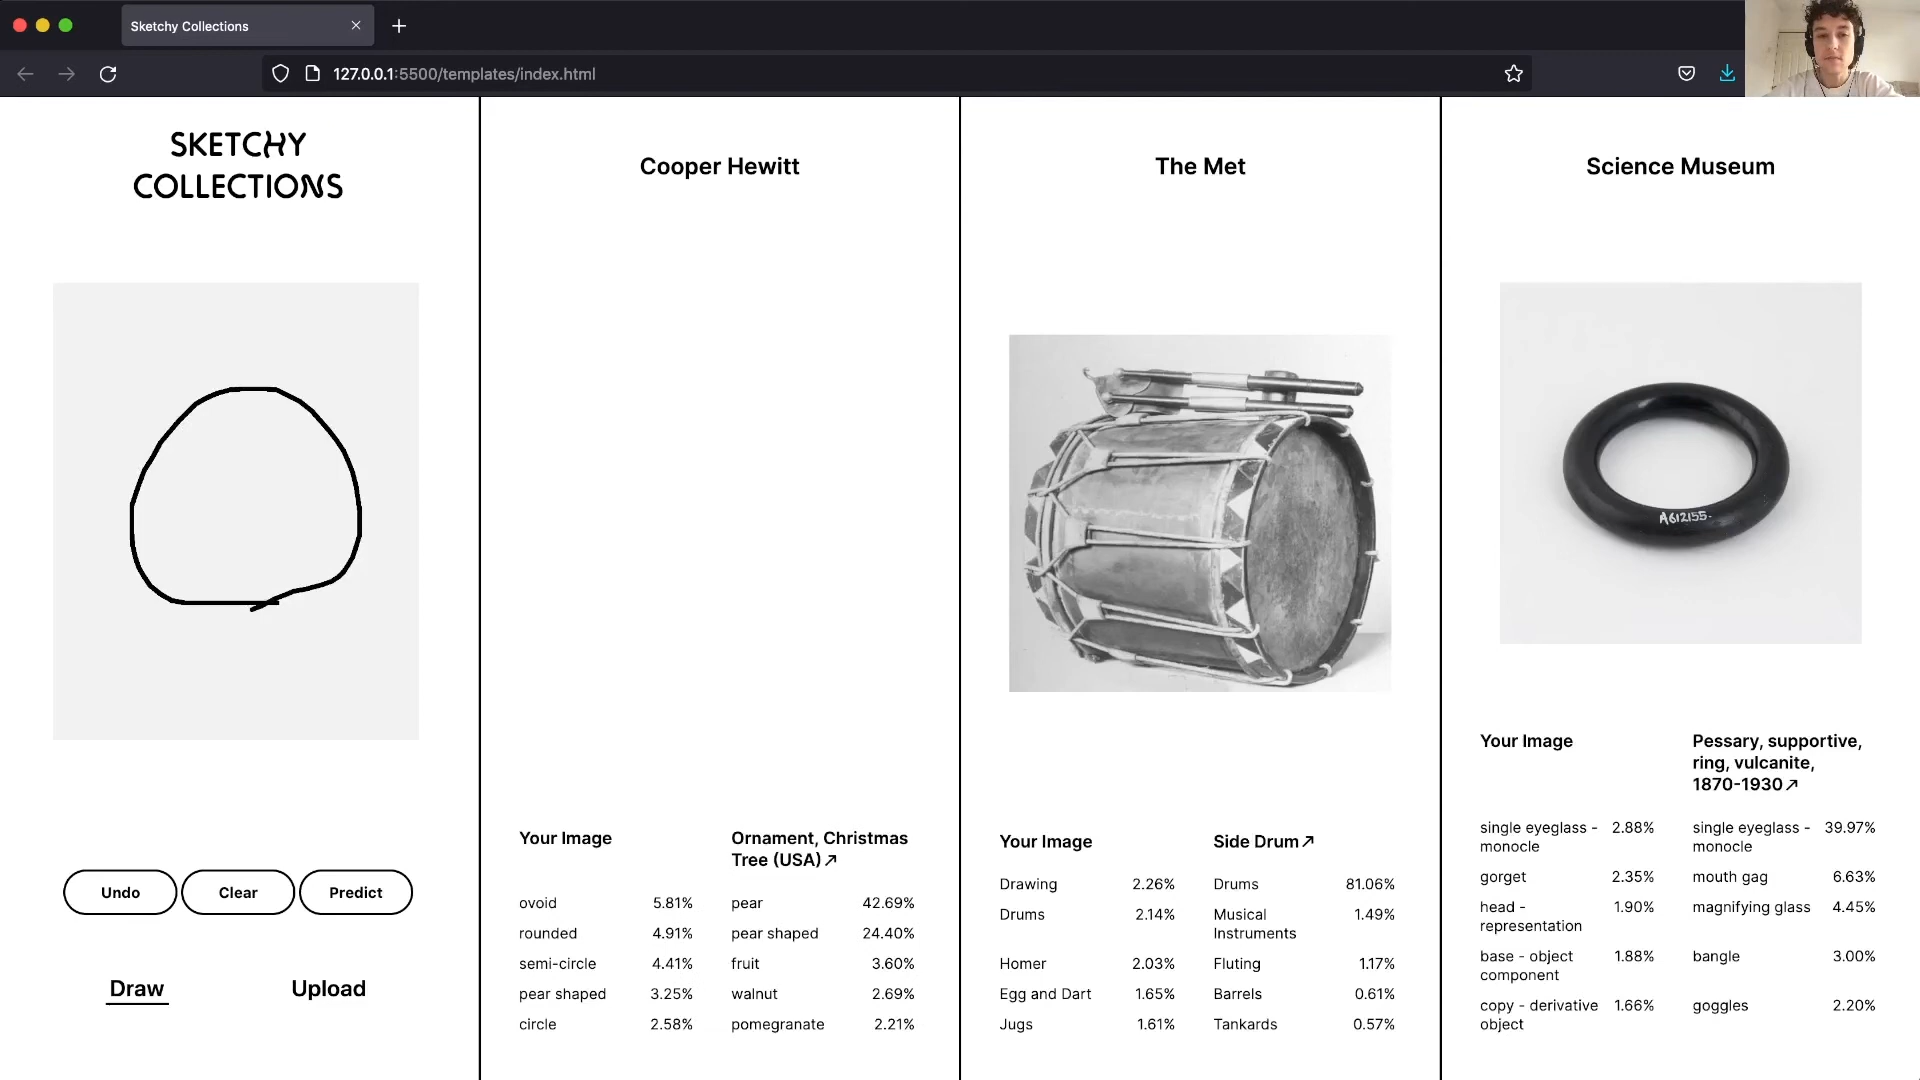 Sketchy Collections
127.0.0.1:5500/templates/index.html
SKETCHY
COLLECTIONS
Undo
Clear
Predict
Draw
Upload
Cooper Hewitt
Your Image
ovoid 5.81%
rounded 4.91%
semi-circle 4.41%
pear shaped 3.25%
circle 2.58%
Ornament, Christmas
Tree (USA)↗
pear 42.69%
pear shaped 24.40%
fruit 3.60%
walnut 2.69%
pomegranate 2.21%
The Met
Your Image
Drawing 2.26%
Drums 2.14%
Homer 2.03%
Egg and Dart 1.65%
Jugs 1.61%
Side Drum↗
Drums 81.06%
Musical 1.49%
Instruments
Fluting 1.17%
Barrels 0.61%
Tankards 0.57%
Science Museum
A612155
Your Image
single eyeglass - 2.88%
monocle
gorget 2.35%
head - 1.90%
representation
base - object 1.88%
component
copy - derivative 1.66%
object
Pessary, supportive,
ring, vulcanite,
1870-1930↗
single eyeglass - 39.97%
monocle
mouth gag 6.63%
magnifying glass 4.45%
bangle 3.00%
goggles 2.20%